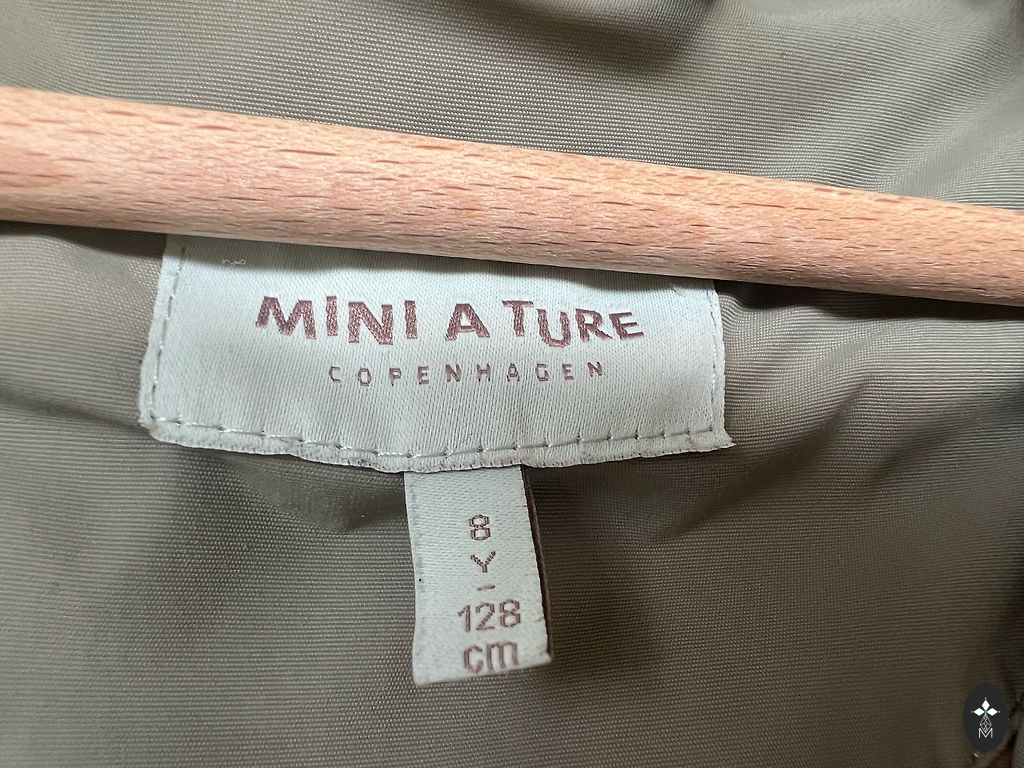 MINI A TURE
COPENHAGEN
8
Y
-
128
cm
M